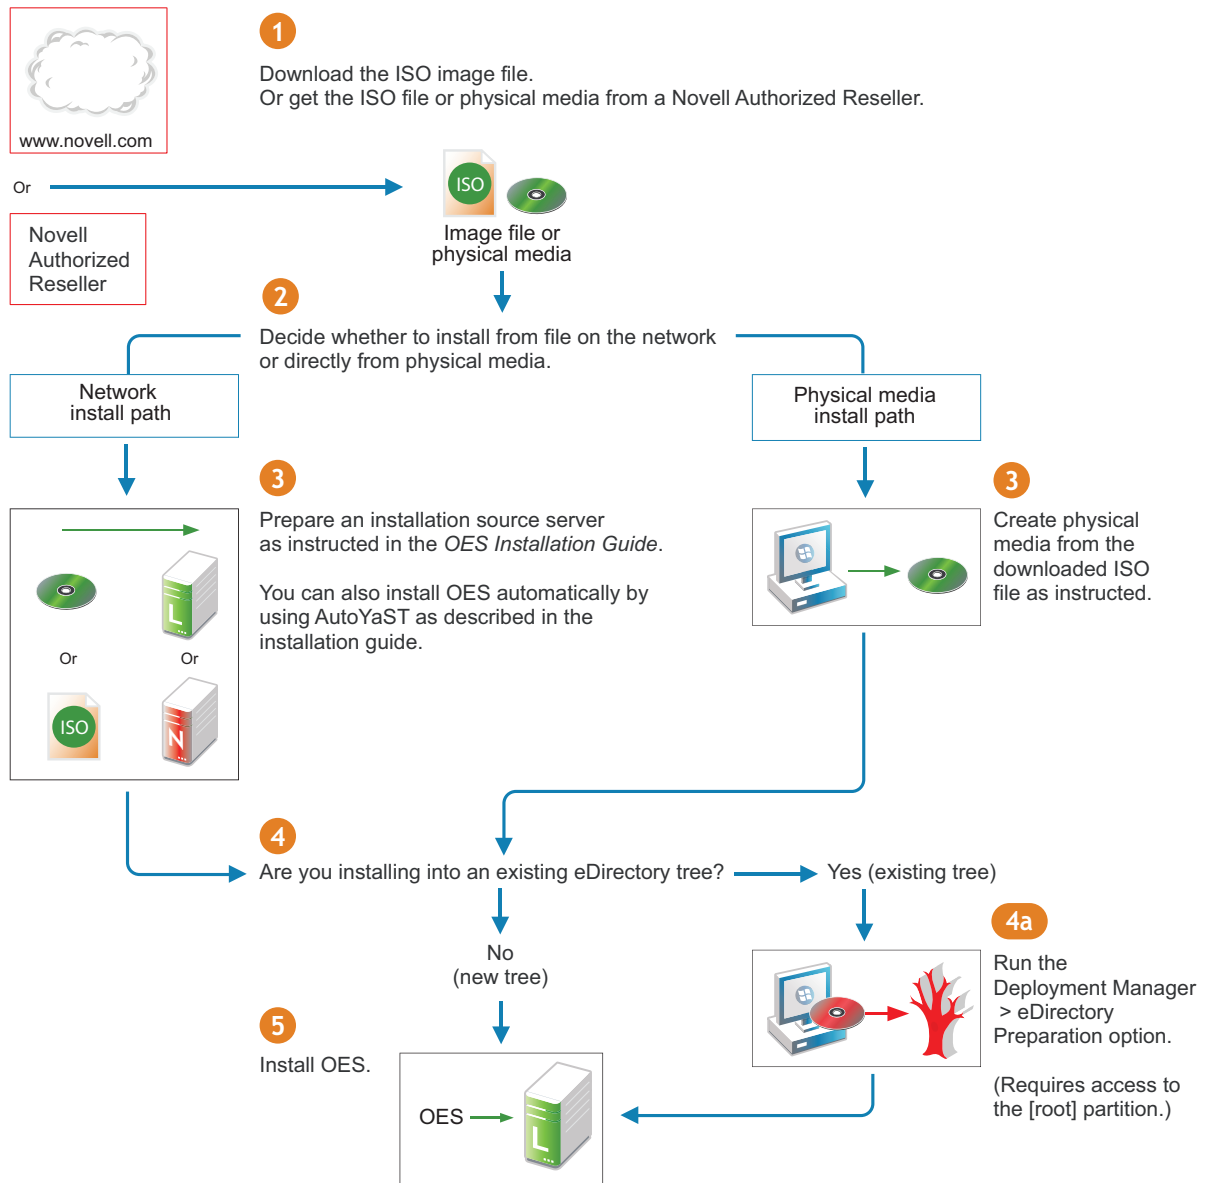 1
Download the ISO image file.
Or get the ISO file or physical media from a Novell Authorized Reseller.
www.novell.com
Or
Novell
Authorized
Reseller
ISO
Image file or
physical media
2
Decide whether to install from file on the network
or directly from physical media.
Network
install path
Physical media
install path
3
Prepare an installation source server
as instructed in the OES Installation Guide.
You can also install OES automatically by
using AutoYaST as described in the
installation guide.
L
Or
Or
ISO
N
3
Create physical
media from the
downloaded ISO
file as instructed.
4
Are you installing into an existing eDirectory tree?
Yes (existing tree)
No
(new tree)
4a
Run the
Deployment Manager
> eDirectory
Preparation option.
(Requires access to
the [root] partition.)
5
Install OES.
OES
L